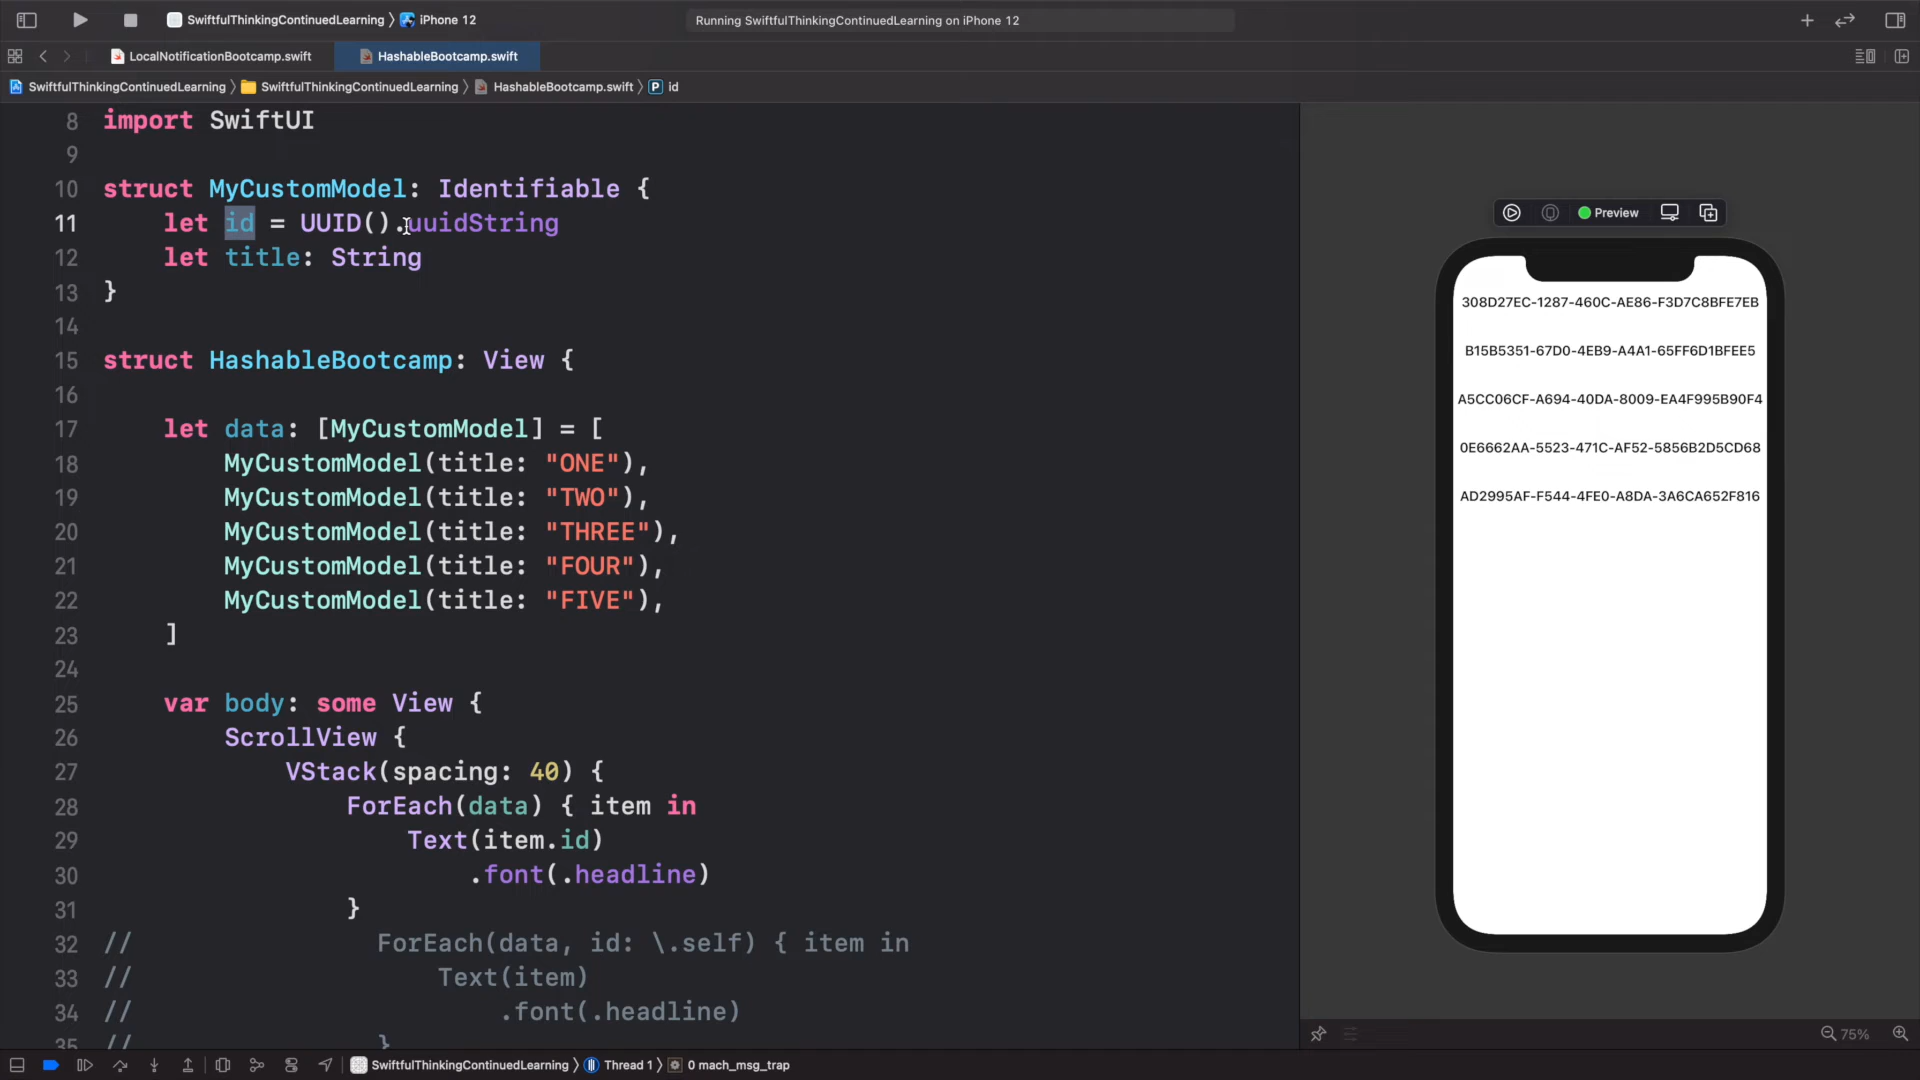 SwiftfulThinkingContinuedLearning 〉 iPhone 12
Running SwiftfulThinkingContinuedLearning on iPhone 12
LocalNotificationBootcamp.swift
HashableBootcamp.swift
SwiftfulThinkingContinuedLearning 〉 SwiftfulThinkingContinuedLearning 〉 HashableBootcamp.swift 〉 P id
8 import SwiftUI
9
10 struct MyCustomModel: Identifiable {
11 let id = UUID().uuidString
12 let title: String
13 }
14
15 struct HashableBootcamp: View {
16
17 let data: [MyCustomModel] = [
18 MyCustomModel(title: "ONE"),
19 MyCustomModel(title: "TWO"),
20 MyCustomModel(title: "THREE"),
21 MyCustomModel(title: "FOUR"),
22 MyCustomModel(title: "FIVE"),
23 ]
24
25 var body: some View {
26 ScrollView {
27 VStack(spacing: 40) {
28 ForEach(data) { item in
29 Text(item.id)
30 .font(.headline)
31 }
32 // ForEach(data, id: \.self) { item in
33 // Text(item)
34 // .font(.headline)
35 // }
Preview
308D27EC-1287-460C-AE86-F3D7C8BFE7EB
B15B5351-67D0-4EB9-A4A1-65FF6D1BFEE5
A5CC06CF-A694-40DA-8009-EA4F995B90F4
0E6662AA-5523-471C-AF52-5856B2D5CD68
AD2995AF-F544-4FE0-A8DA-3A6CA652F816
75%
SwiftfulThinkingContinuedLearning 〉 Thread 1 〉 0 mach_msg_trap